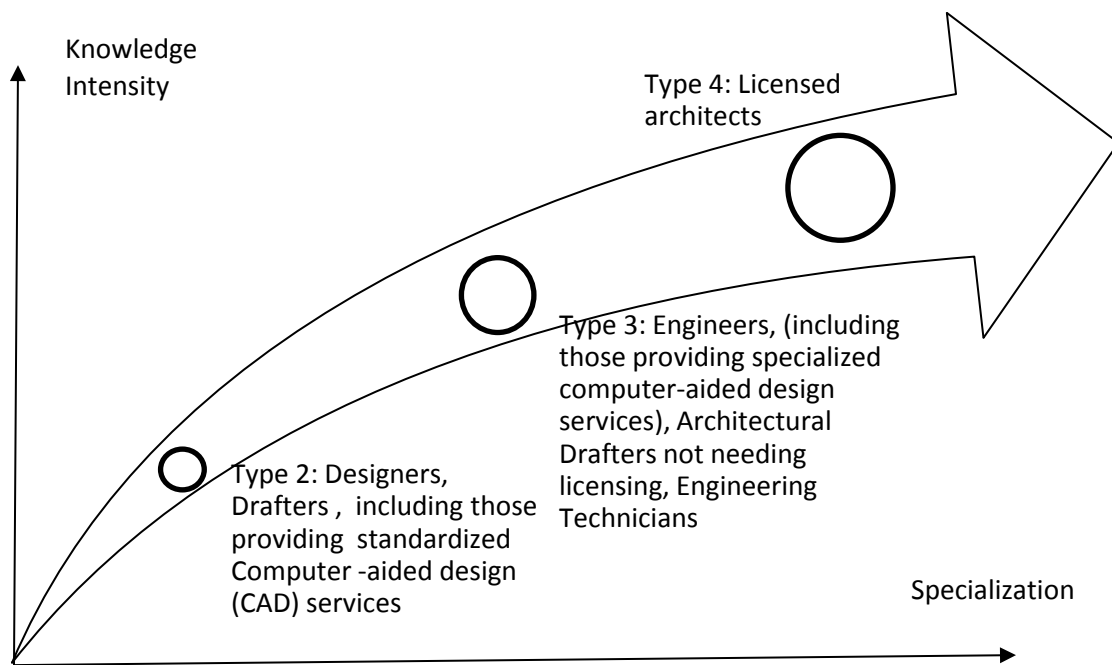 Knowledge
Intensity
Type 4: Licensed
architects
Type 3: Engineers, (including
those providing specialized
computer-aided design
services), Architectural
Drafters not needing
licensing, Engineering
Technicians
Type 2: Designers,
Drafters ,  including those
providing  standardized
Computer -aided design
(CAD) services
Specialization